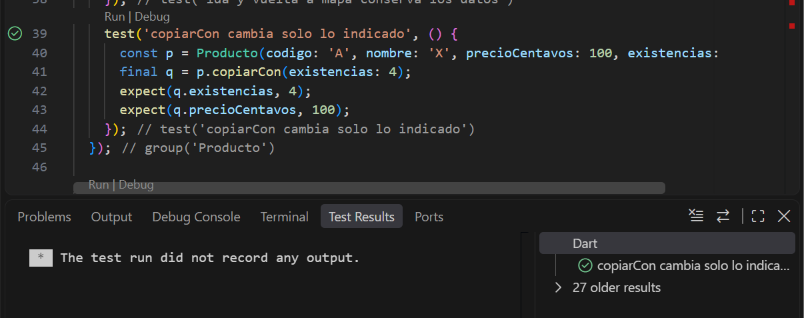 }); // test('ida y vuelta a mapa conserva los datos')
Run | Debug
39 test('copiarCon cambia solo lo indicado', () {
40 const p = Producto(codigo: 'A', nombre: 'X', precioCentavos: 100, existencias:
41 final q = p.copiarCon(existencias: 4);
42 expect(q.existencias, 4);
43 expect(q.precioCentavos, 100);
44 }); // test('copiarCon cambia solo lo indicado')
45 }); // group('Producto')
46
Run | Debug
Problems Output Debug Console Terminal Test Results Ports
* The test run did not record any output.
Dart
copiarCon cambia solo lo indica...
27 older results